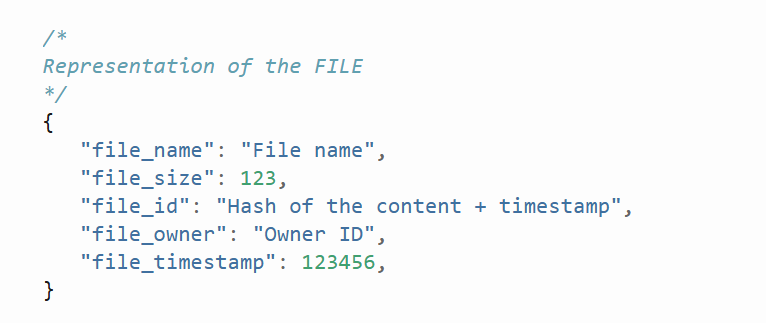 /*
Representation of the FILE
*/
{
"file_name": "File name",
"file_size": 123,
"file_id": "Hash of the content + timestamp",
"file_owner": "Owner ID",
"file_timestamp": 123456,
}